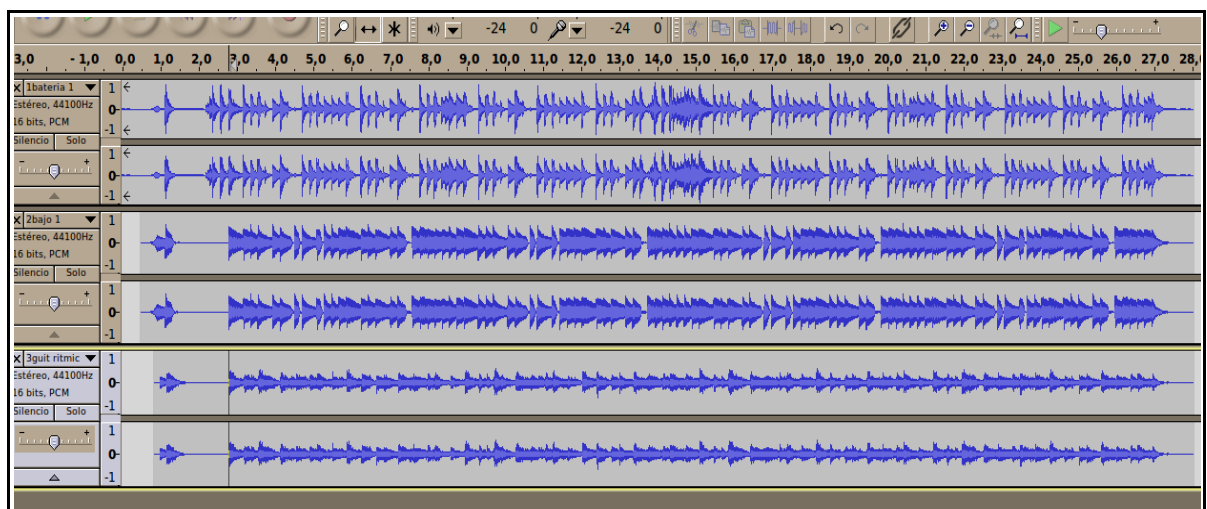 -24 0 -24 0
3,0 - 1,0 0,0 1,0 2,0 3,0 4,0 5,0 6,0 7,0 8,0 9,0 10,0 11,0 12,0 13,0 14,0 15,0 16,0 17,0 18,0 19,0 20,0 21,0 22,0 23,0 24,0 25,0 26,0 27,0 28,
x 1bateria 1 1
Estéreo, 44100Hz 0-
16 bits, PCM
-1
Silencio Solo
1
- + 0-
-1
x 2bajo 1 1
Estéreo, 44100Hz 0-
16 bits, PCM
-1
Silencio Solo
1
- + 0-
-1
x 3guit ritmic 1
Estéreo, 44100Hz 0-
16 bits, PCM
-1
Silencio Solo
1
- + 0-
-1